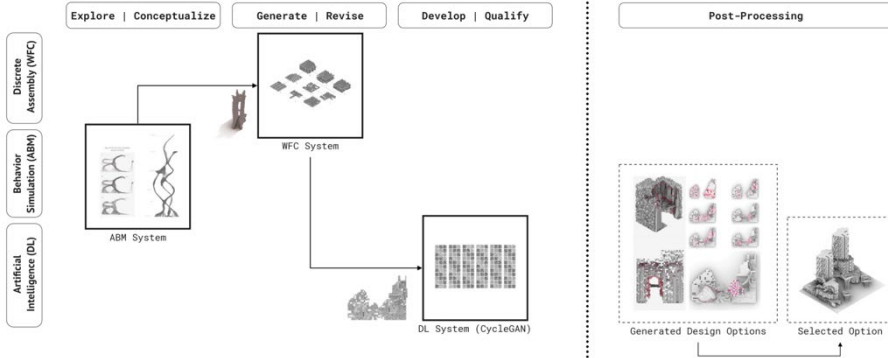 Explore | Conceptualize
Generate | Revise
Develop | Qualify
Post-Processing
Discrete
Assembly (WFC)
Behavior
Simulation (ABM)
Artificial
Intelligence (DL)
WFC System
ABM System
DL System (CycleGAN)
Generated Design Options
Selected Option